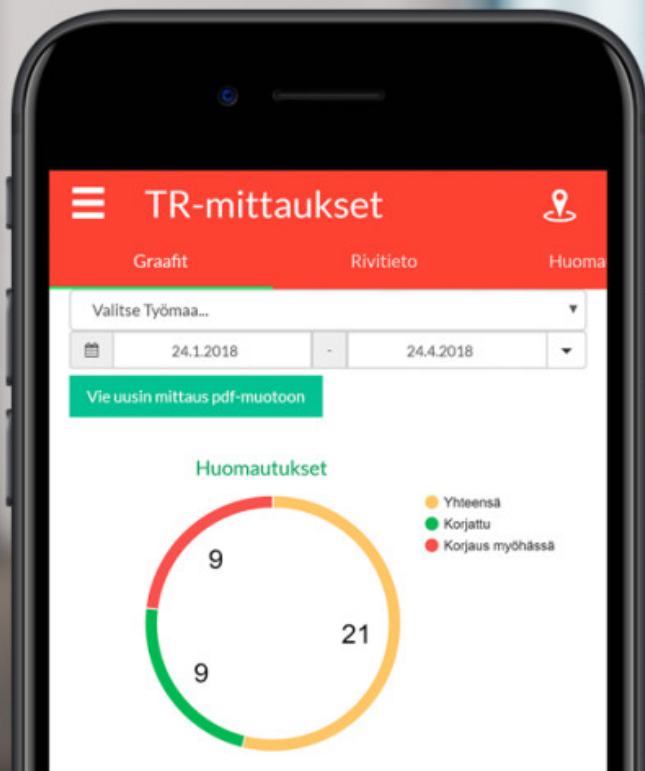 TR-mittaukset
Graafit Rivitieto Huoma
Valitse Työmaa...
24.1.2018 - 24.4.2018
Vie uusin mittaus pdf-muotoon
Huomautukset
Yhteensä
Korjattu
Korjaus myöhässä
9
21
9